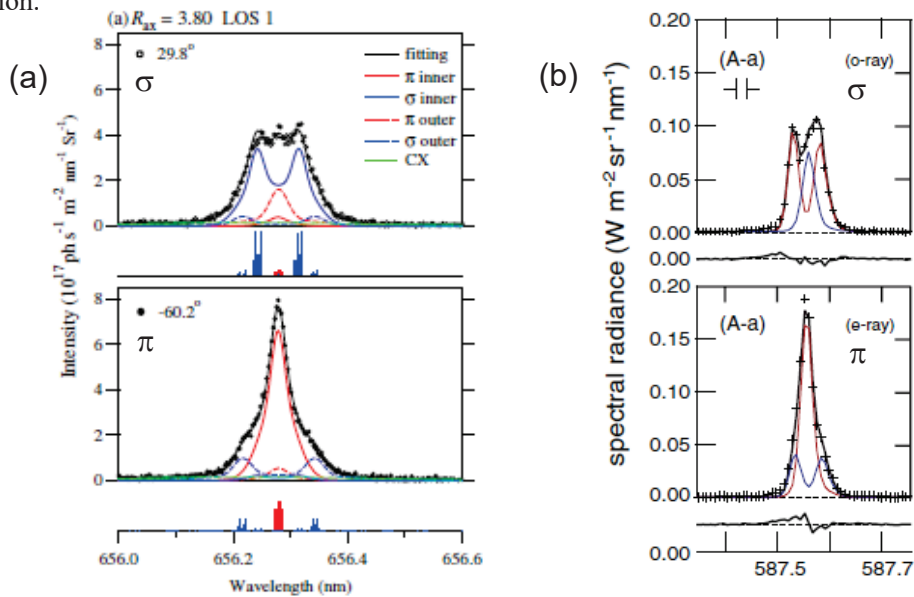 ion.
(a) R_ax = 3.80 LOS 1
(a)
8
6
4
2
0
29.8°
σ
fitting
π inner
σ inner
π outer
σ outer
CX
8
6
4
2
0
-60.2°
π
Intensity (10^17 ph s^-1 m^-2 nm^-1 Sr^-1)
656.0
656.2
656.4
656.6
Wavelength (nm)
(b)
0.20
0.15
0.10
0.05
0.00
0.00
(A-a)
(o-ray)
σ
0.20
0.15
0.10
0.05
0.00
0.00
(A-a)
(e-ray)
π
spectral radiance (W m^-2 sr^-1 nm^-1)
587.5
587.7